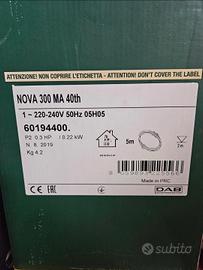 ATTENZIONE! NON COPRIRE L'ETICHETTA - ATTENTION! DON'T COVER THE LABEL
NOVA 300 MA 40th
1 ~ 220-240V 50Hz 05H05
60194400.
P2 0.3 HP / 0.22 kW
N. 8. 2019
Kg 4.2
5m
7m
Made in PRC
DAB
subito